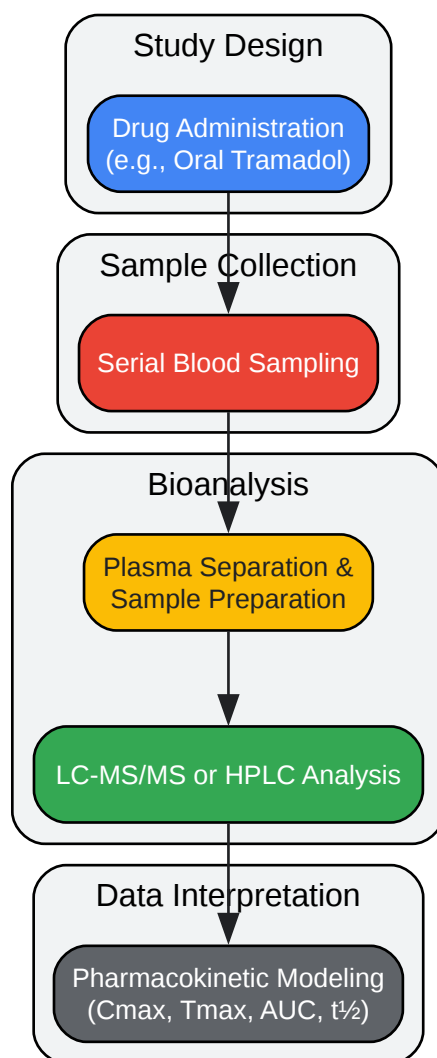 Study Design
Drug Administration
(e.g., Oral Tramadol)
Sample Collection
Serial Blood Sampling
Bioanalysis
Plasma Separation &
Sample Preparation
LC-MS/MS or HPLC Analysis
Data Interpretation
Pharmacokinetic Modeling
(Cmax, Tmax, AUC, t½)